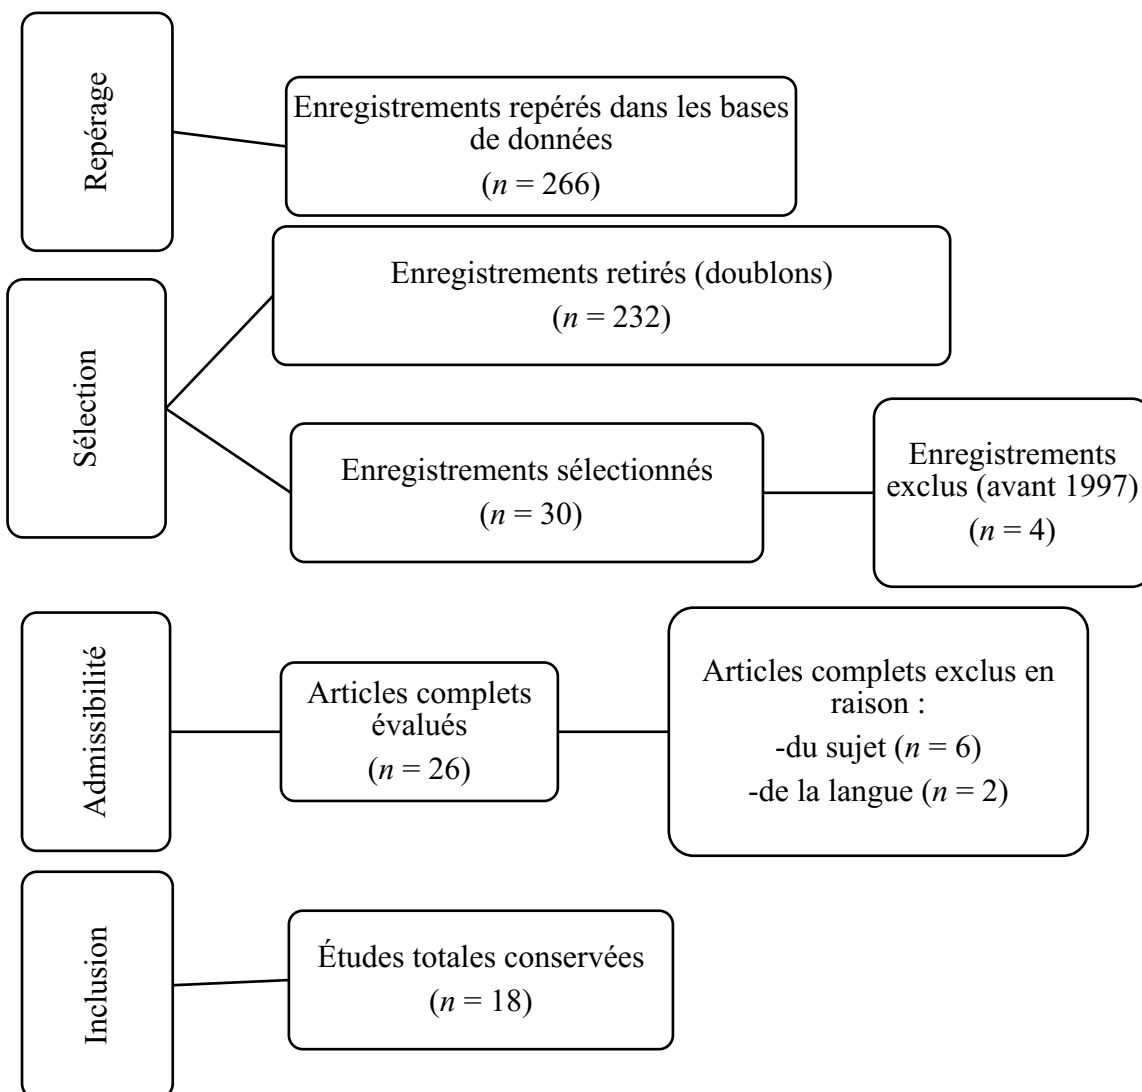 Repérage
Enregistrements repérés dans les bases
de données
(n = 266)
Sélection
Enregistrements retirés (doublons)
(n = 232)
Enregistrements sélectionnés
(n = 30)
Enregistrements
exclus (avant 1997)
(n = 4)
Admissibilité
Articles complets
évalués
(n = 26)
Articles complets exclus en
raison :
-du sujet (n = 6)
-de la langue (n = 2)
Inclusion
Études totales conservées
(n = 18)